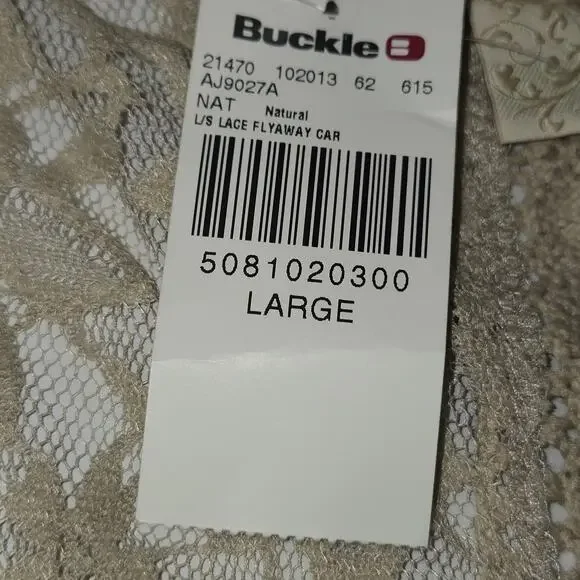 Buckle B
21470 102013 62 615
AJ9027A
NAT Natural
L/S LACE FLYAWAY CAR
5081020300
LARGE